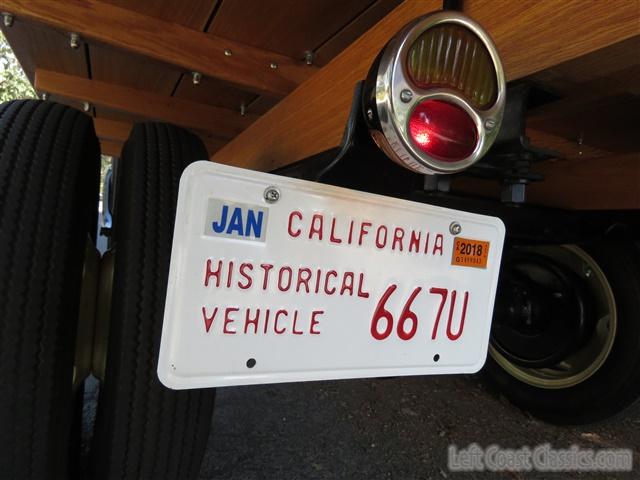 JAN CALIFORNIA 2018
HISTORICAL
VEHICLE 667U
Left Coast Classics.com